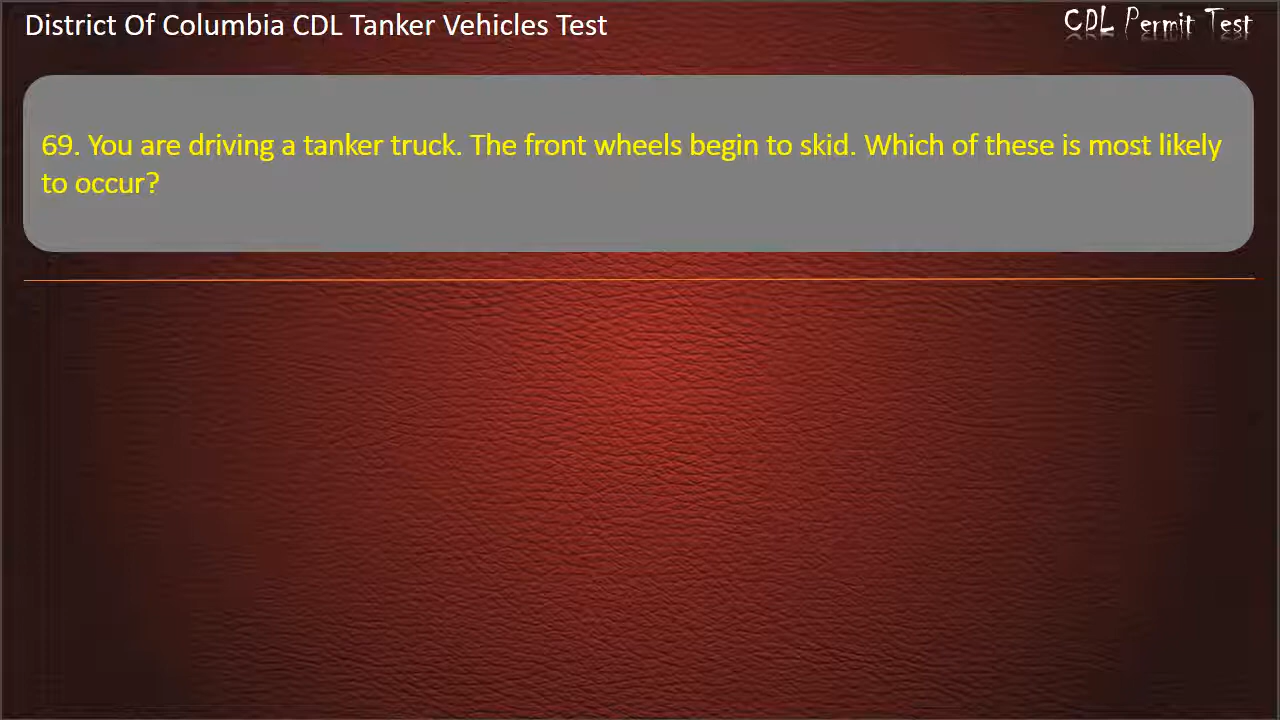 District Of Columbia CDL Tanker Vehicles Test
CDL Permit Test
69. You are driving a tanker truck. The front wheels begin to skid. Which of these is most likely
to occur?